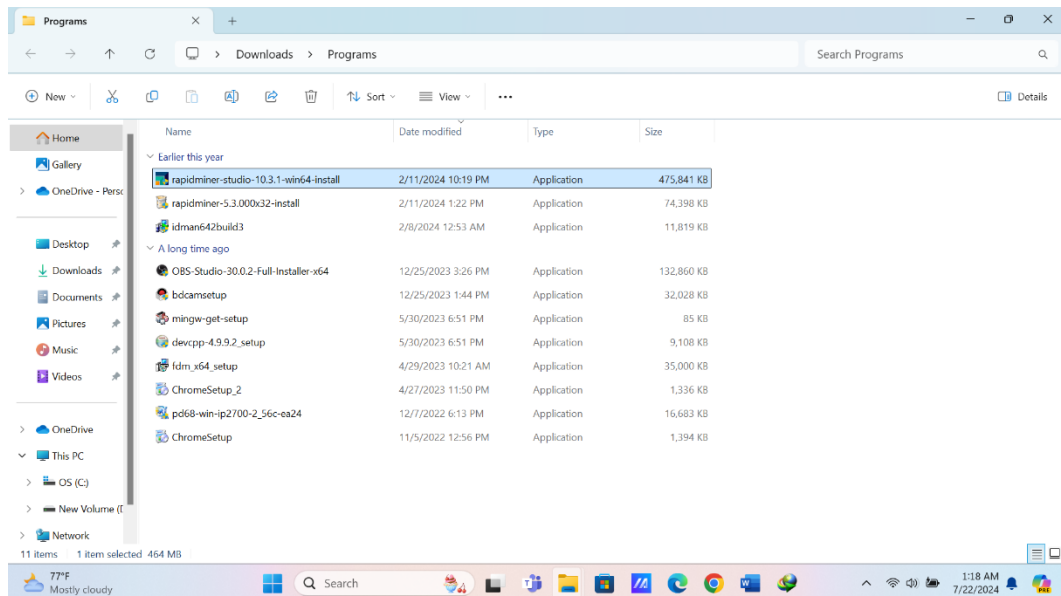 Programs
Downloads > Programs
Search Programs
New
Sort
View
Details
Name Date modified Type Size
Home
Gallery
OneDrive - Perso
Desktop
Downloads
Documents
Pictures
Music
Videos
OneDrive
This PC
OS (C:)
New Volume (D
Network
Earlier this year
rapidminer-studio-10.3.1-win64-install 2/11/2024 10:19 PM Application 475,841 KB
rapidminer-5.3.000x32-install 2/11/2024 1:22 PM Application 74,398 KB
idman642build3 2/8/2024 12:53 AM Application 11,819 KB
A long time ago
OBS-Studio-30.0.2-Full-Installer-x64 12/25/2023 3:26 PM Application 132,860 KB
bdcamsetup 12/25/2023 1:44 PM Application 32,028 KB
mingw-get-setup 5/30/2023 6:51 PM Application 85 KB
devcpp-4.9.9.2_setup 5/30/2023 6:51 PM Application 9,108 KB
fdm_x64_setup 4/29/2023 10:21 AM Application 35,000 KB
ChromeSetup_2 4/27/2023 11:50 PM Application 1,336 KB
pd68-win-ip2700-2_56c-ea24 12/7/2022 6:13 PM Application 16,683 KB
ChromeSetup 11/5/2022 12:56 PM Application 1,394 KB
11 items 1 item selected 464 MB
77°F
Mostly cloudy
Search
1:18 AM
7/22/2024
PRE